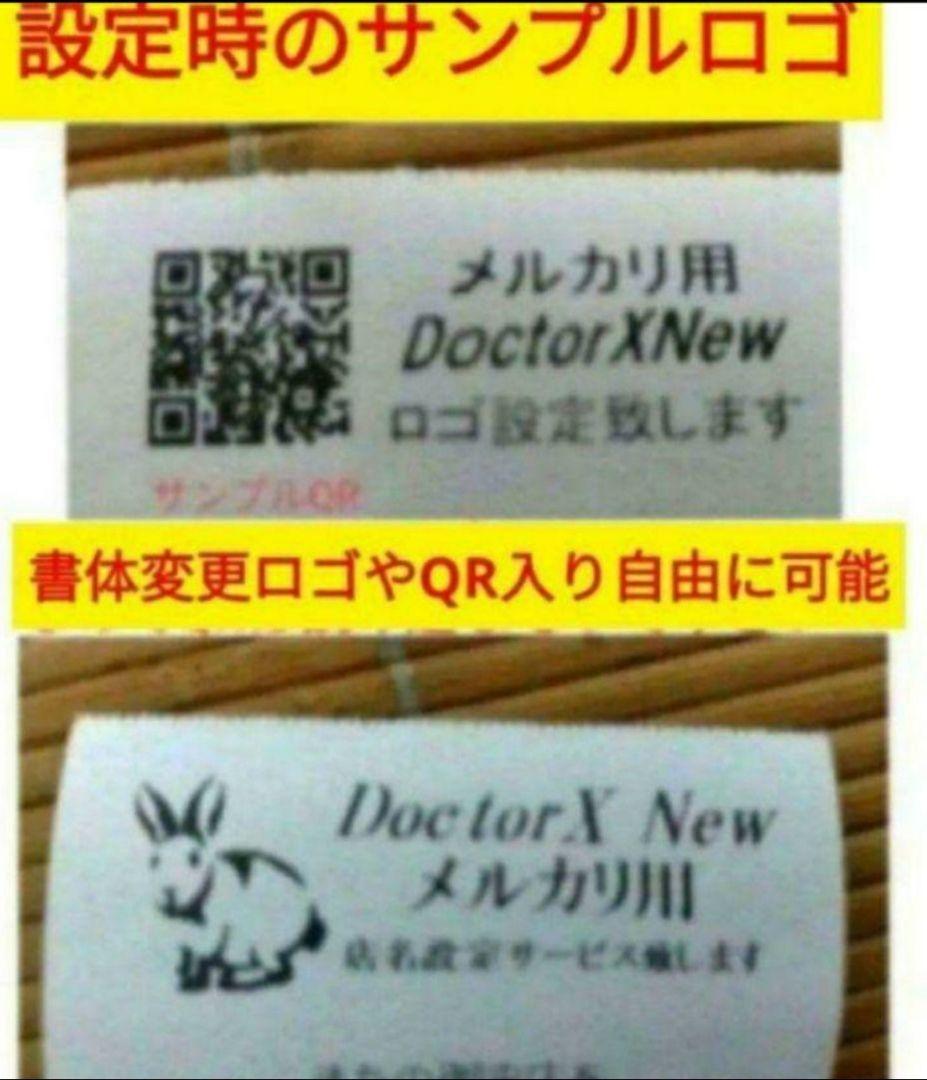 設定時のサンプルロゴ
メルカリ用
DoctorXNew
ロゴ設定致します
サンプルQR
書体変更ロゴやQR入り自由に可能
DoctorX New
メルカリ用
店名設定サービス致します